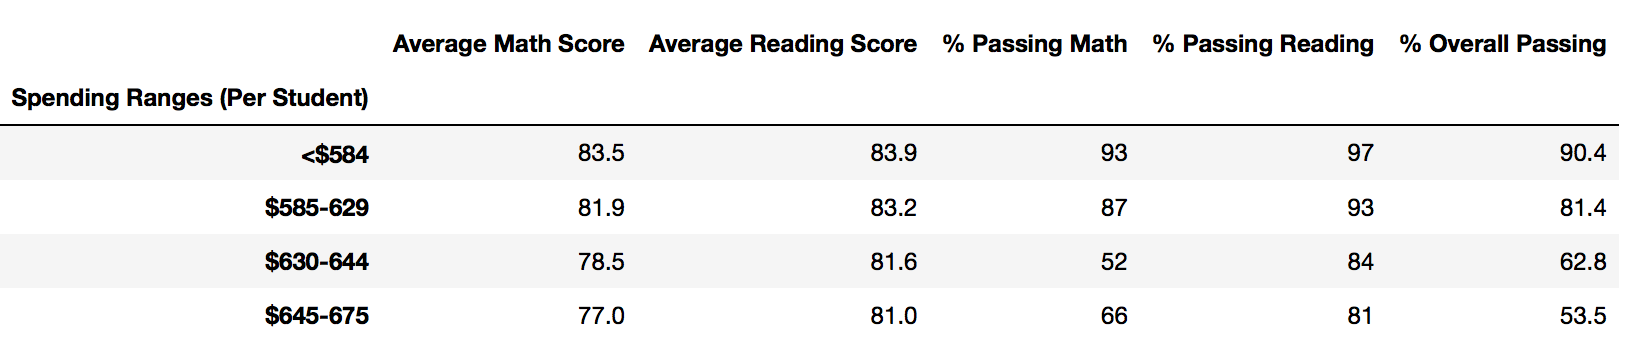 Average Math Score Average Reading Score % Passing Math % Passing Reading % Overall Passing
Spending Ranges (Per Student)
<$584 83.5 83.9 93 97 90.4
$585-629 81.9 83.2 87 93 81.4
$630-644 78.5 81.6 52 84 62.8
$645-675 77.0 81.0 66 81 53.5